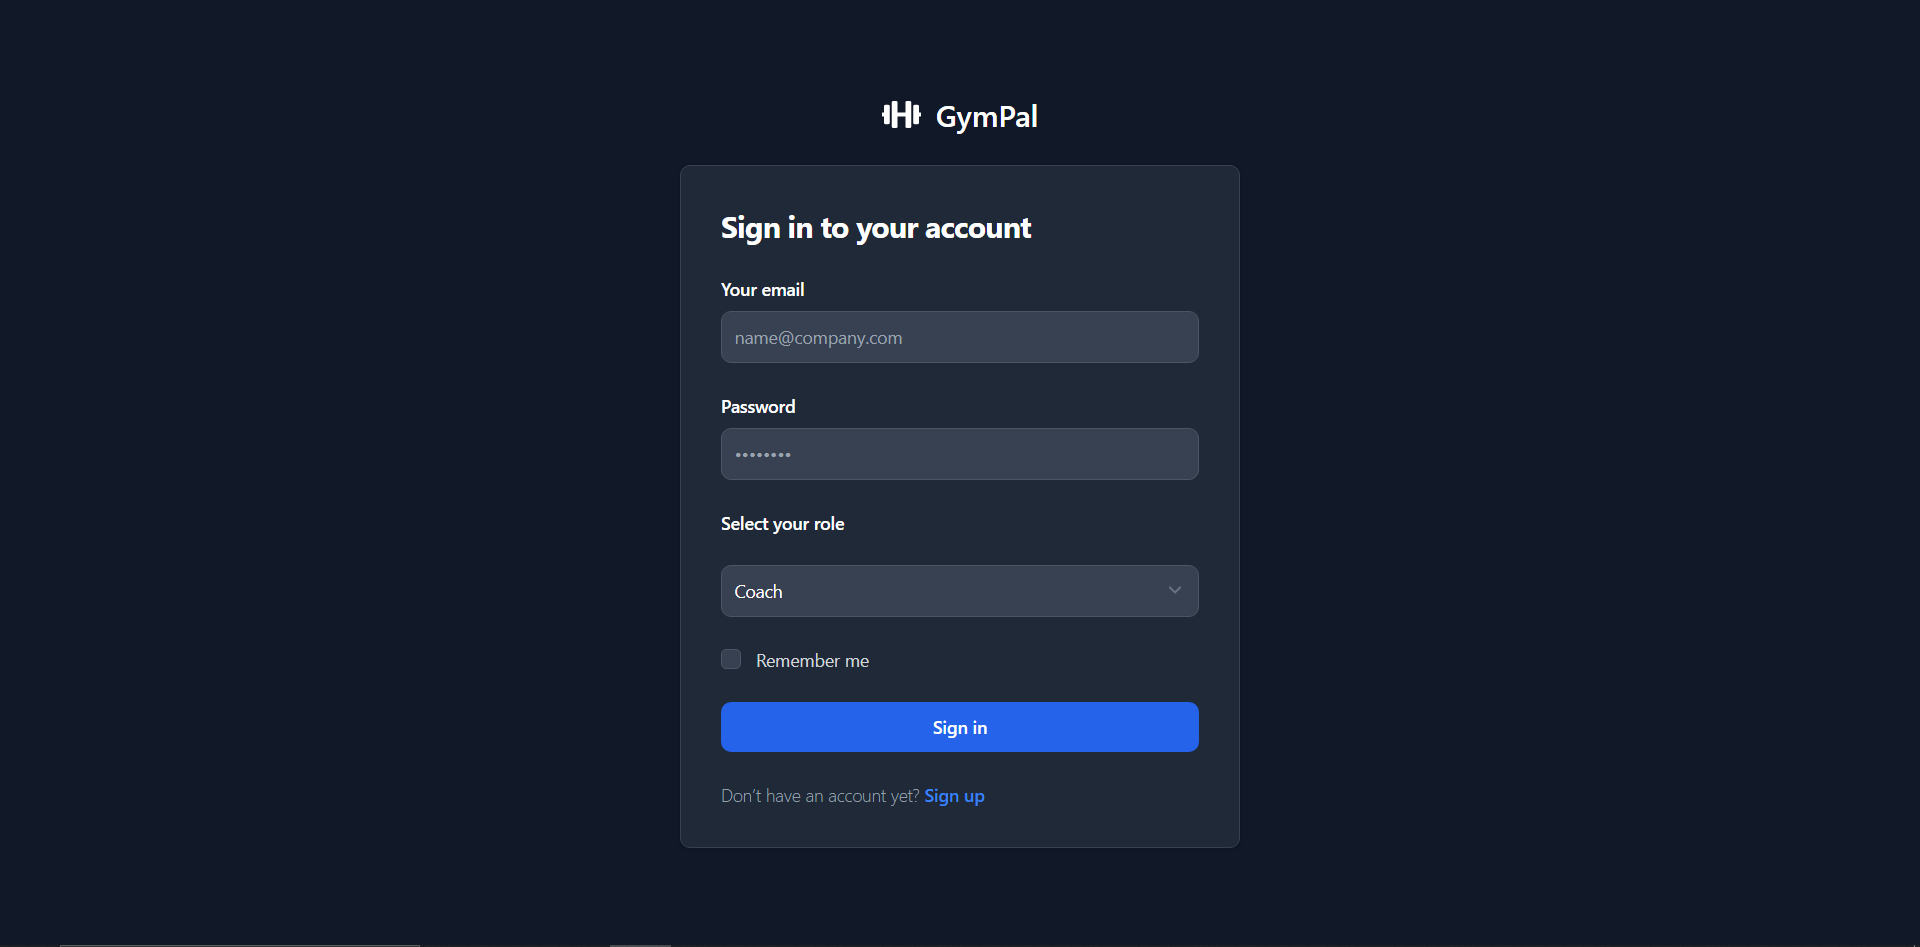 GymPal
Sign in to your account
Your email
name@company.com
Password
••••••••
Select your role
Coach
Remember me
Sign in
Don’t have an account yet? Sign up